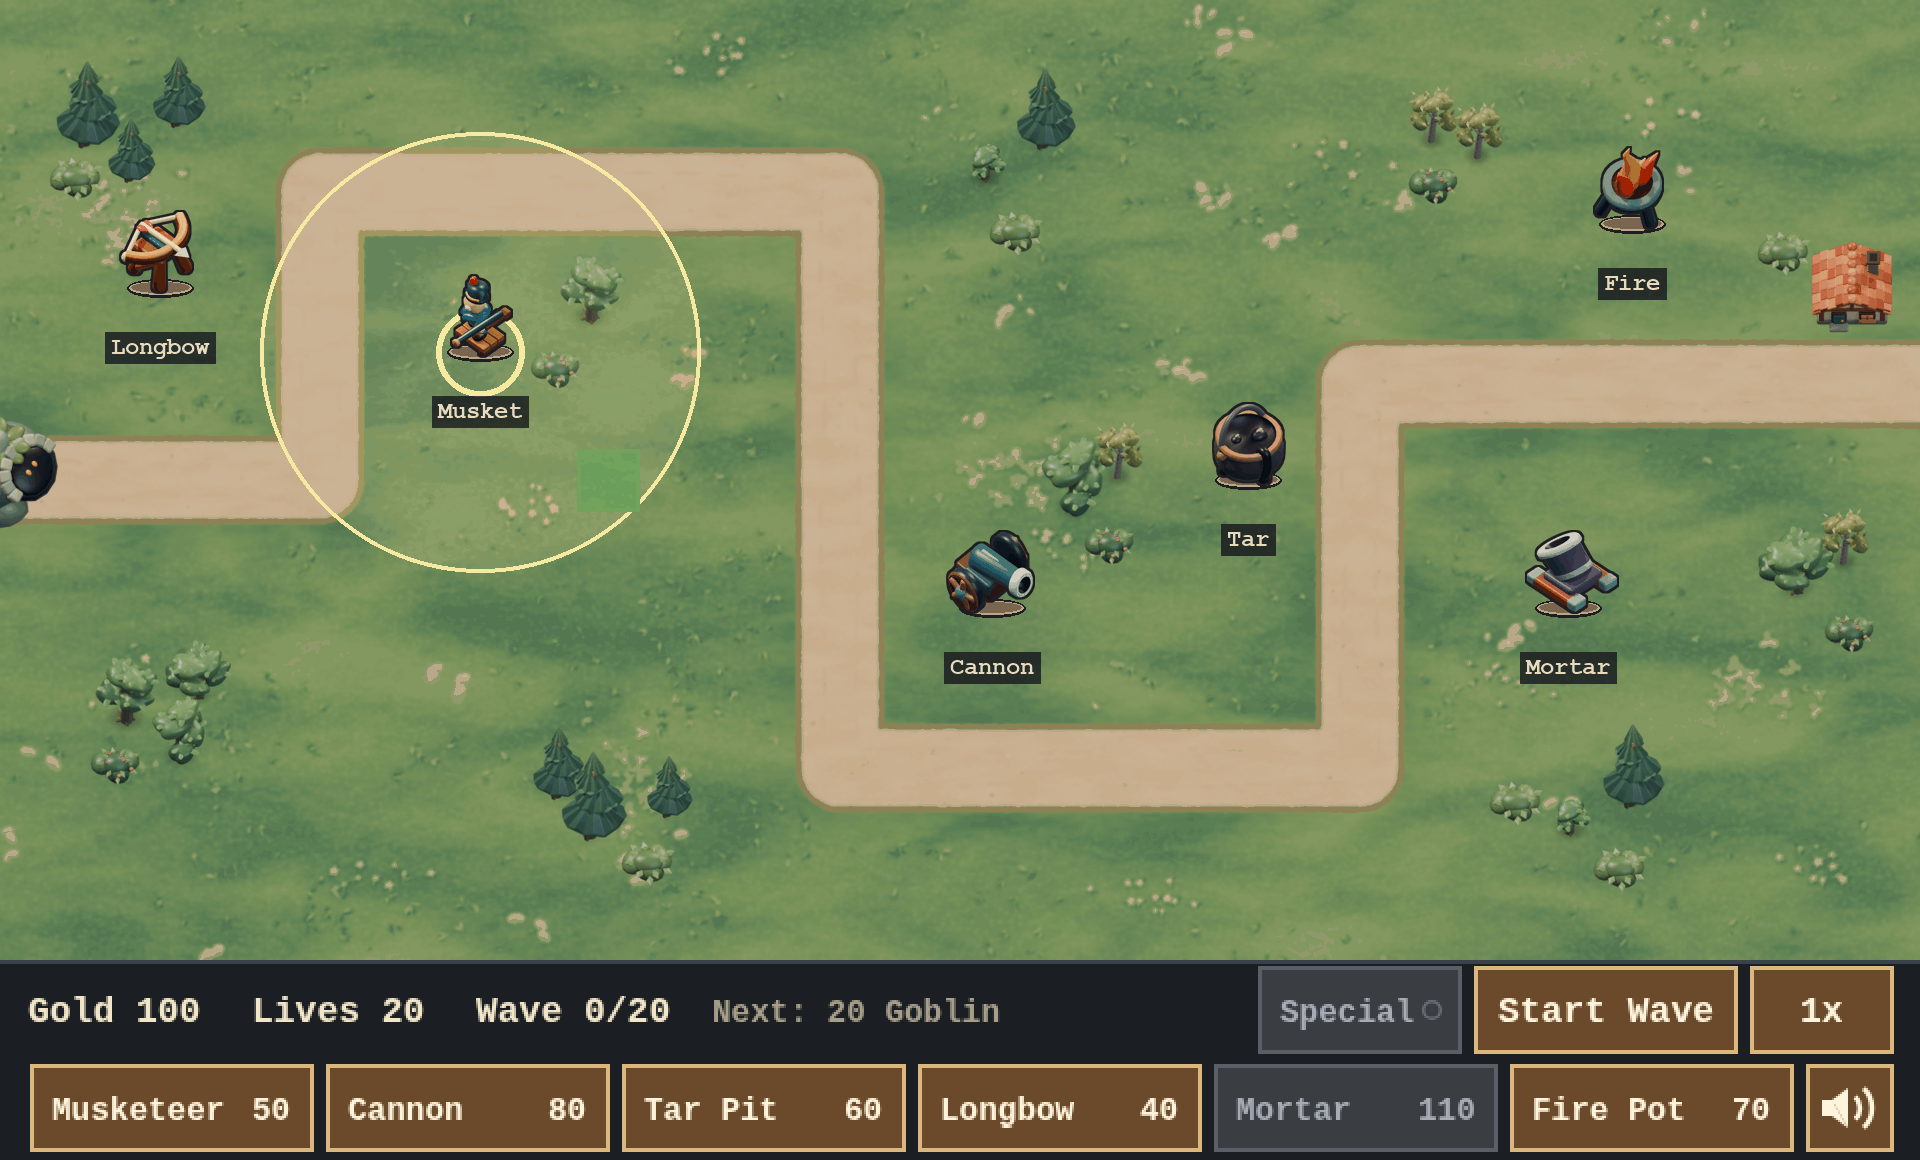 Fire
Longbow
Musket
Tar
Cannon
Mortar
Gold 100 Lives 20 Wave 0/20 Next: 20 Goblin Special Start Wave 1x
Musketeer 50 Cannon 80 Tar Pit 60 Longbow 40 Mortar 110 Fire Pot 70